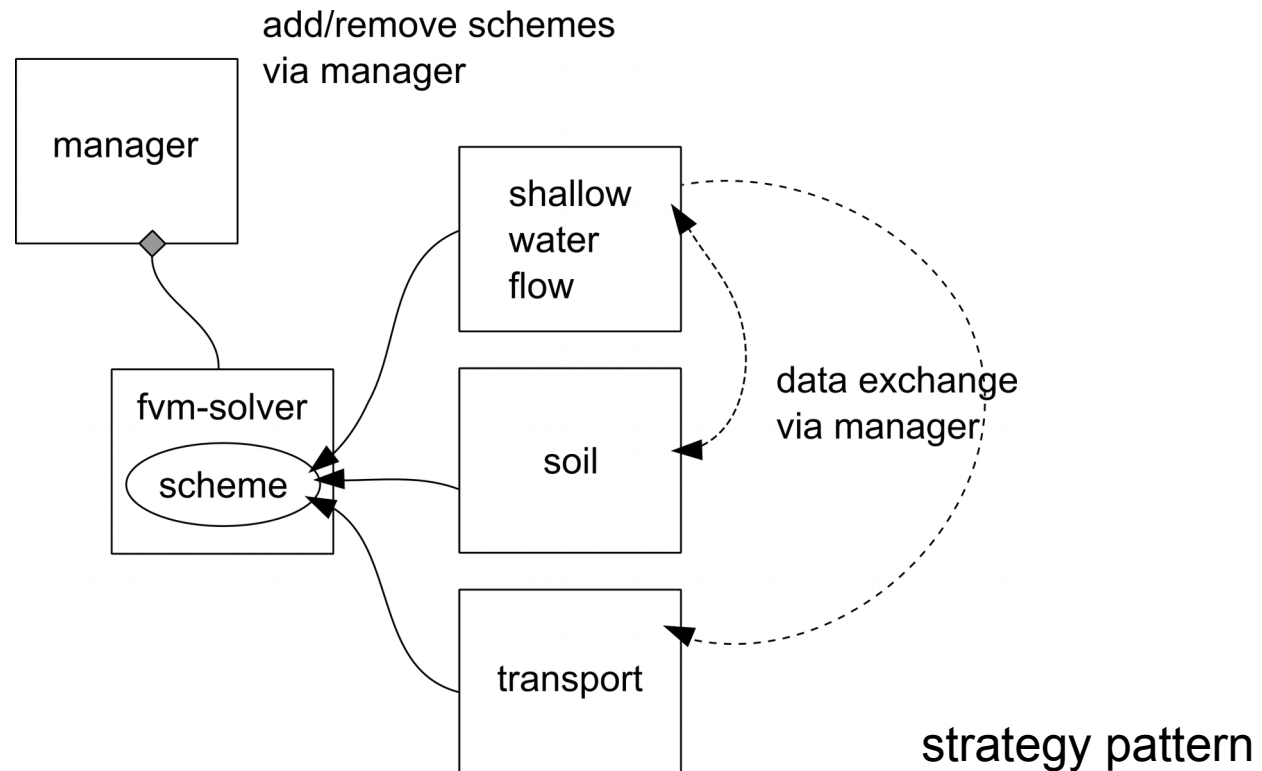 add/remove schemes
via manager
manager
shallow
water
flow
data exchange
via manager
fvm-solver
scheme
soil
transport
strategy pattern